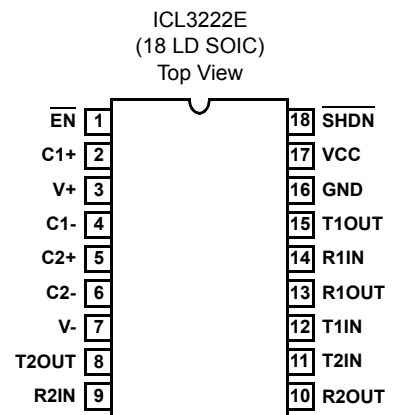 ICL3222E
(18 LD SOIC)
Top View
EN 1 18 SHDN
C1+ 2 17 VCC
V+ 3 16 GND
C1- 4 15 T1OUT
C2+ 5 14 R1IN
C2- 6 13 R1OUT
V- 7 12 T1IN
T2OUT 8 11 T2IN
R2IN 9 10 R2OUT